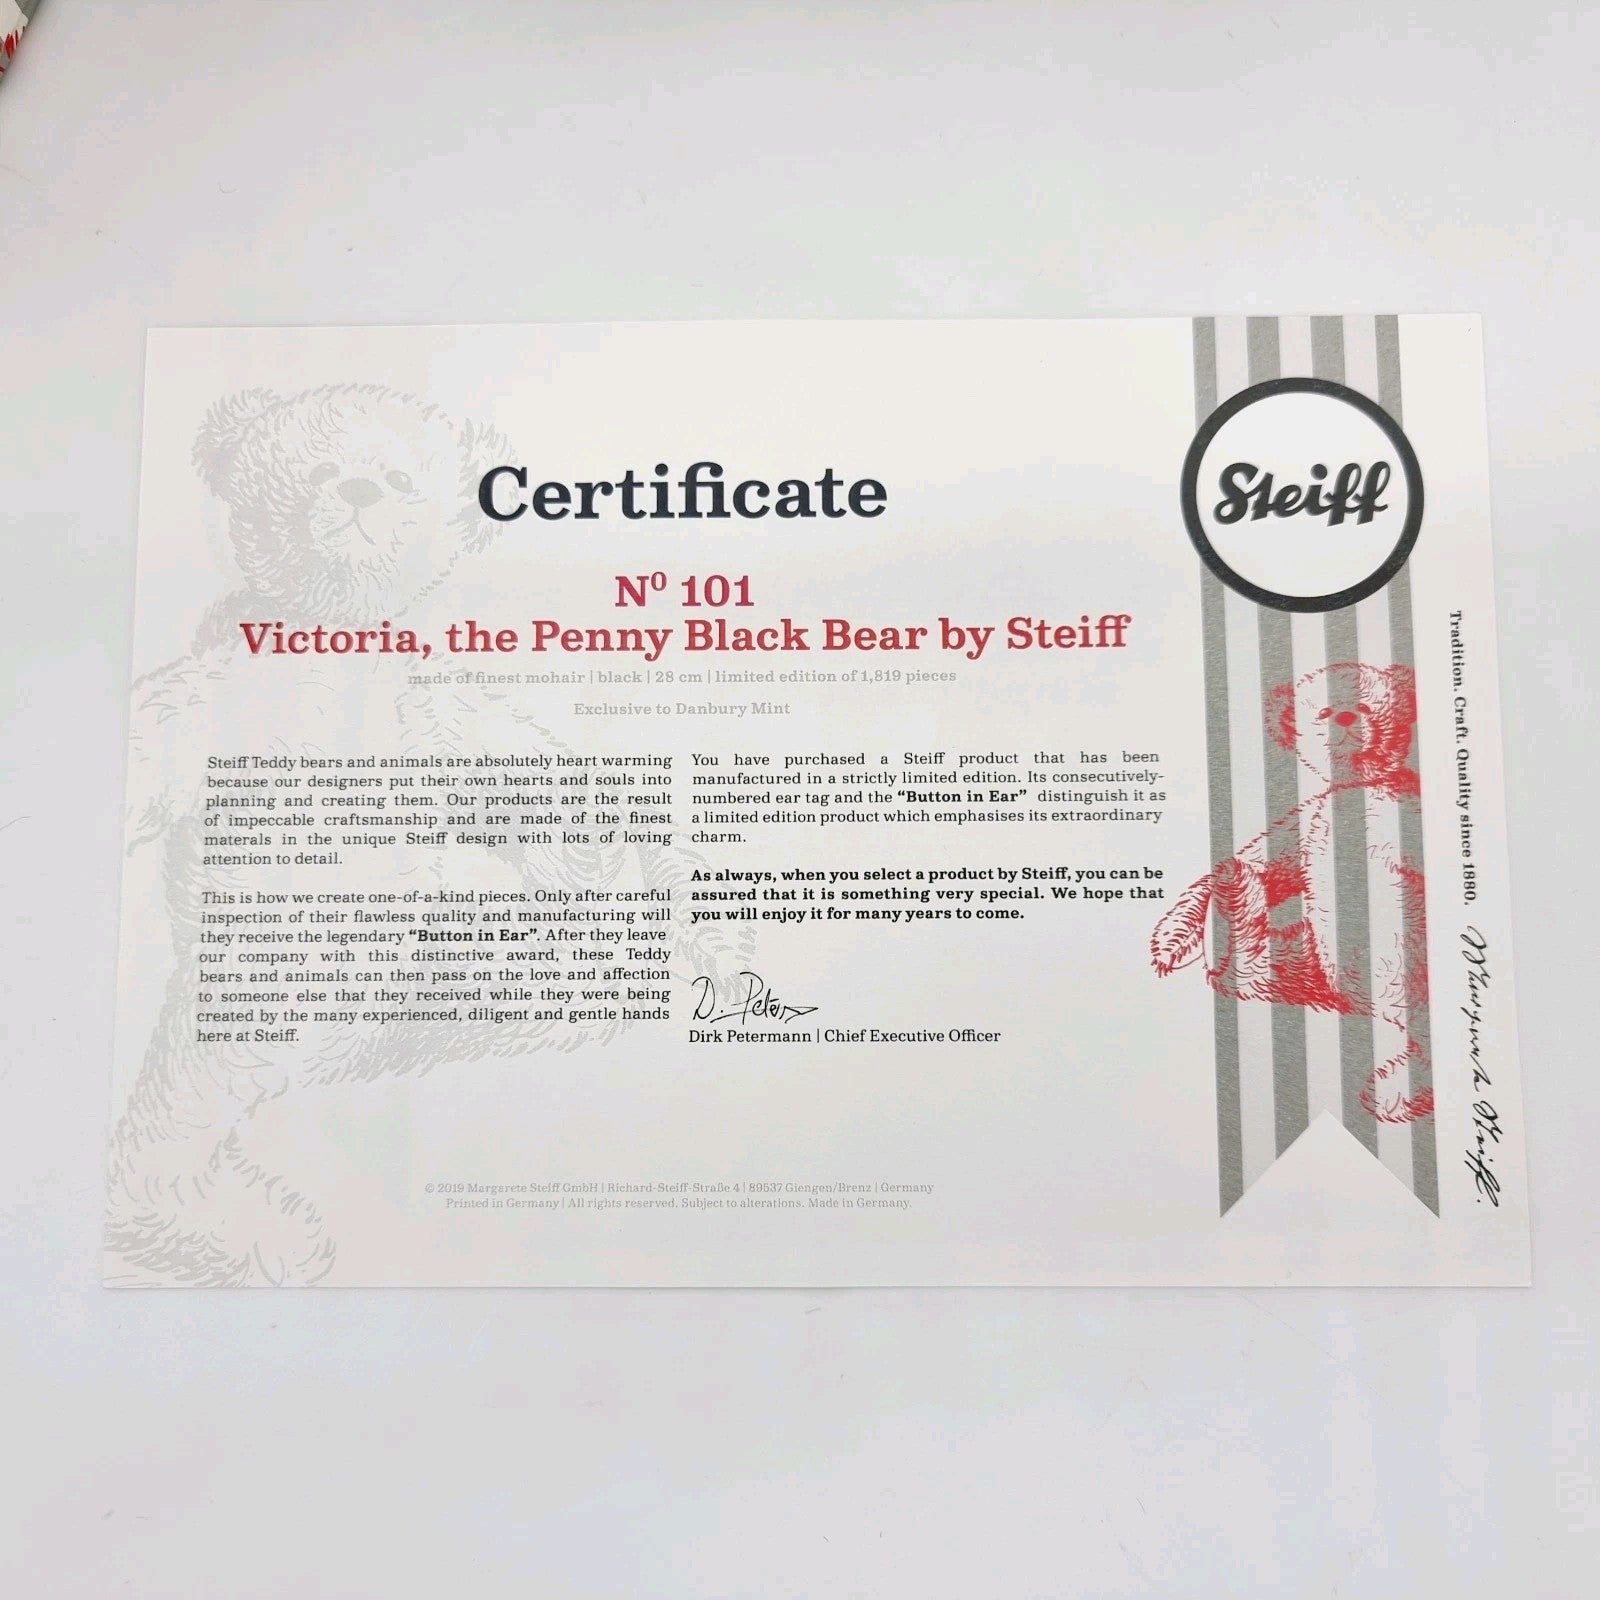 Certificate
Nº 101
Victoria, the Penny Black Bear by Steiff
made of finest mohair | black | 28 cm | limited edition of 1,819 pieces
Exclusive to Danbury Mint
Steiff Teddy bears and animals are absolutely heart warming
because our designers put their own hearts and souls into
planning and creating them. Our products are the result
of impeccable craftsmanship and are made of the finest
materals in the unique Steiff design with lots of loving
attention to detail.
This is how we create one-of-a-kind pieces. Only after careful
inspection of their flawless quality and manufacturing will
they receive the legendary “Button in Ear”. After they leave
our company with this distinctive award, these Teddy
bears and animals can then pass on the love and affection
to someone else that they received while they were being
created by the many experienced, diligent and gentle hands
here at Steiff.
You have purchased a Steiff product that has been
manufactured in a strictly limited edition. Its consecutively-
numbered ear tag and the “Button in Ear” distinguish it as
a limited edition product which emphasises its extraordinary
charm.
As always, when you select a product by Steiff, you can be
assured that it is something very special. We hope that
you will enjoy it for many years to come.
D. Peter
Dirk Petermann | Chief Executive Officer
© 2019 Margarete Steiff GmbH | Richard-Steiff-Straße 4 | 89537 Giengen/Brenz | Germany
Printed in Germany | All rights reserved. Subject to alterations. Made in Germany.
Steiff
Tradition. Craft. Quality since 1880.
Margarete Steiff.